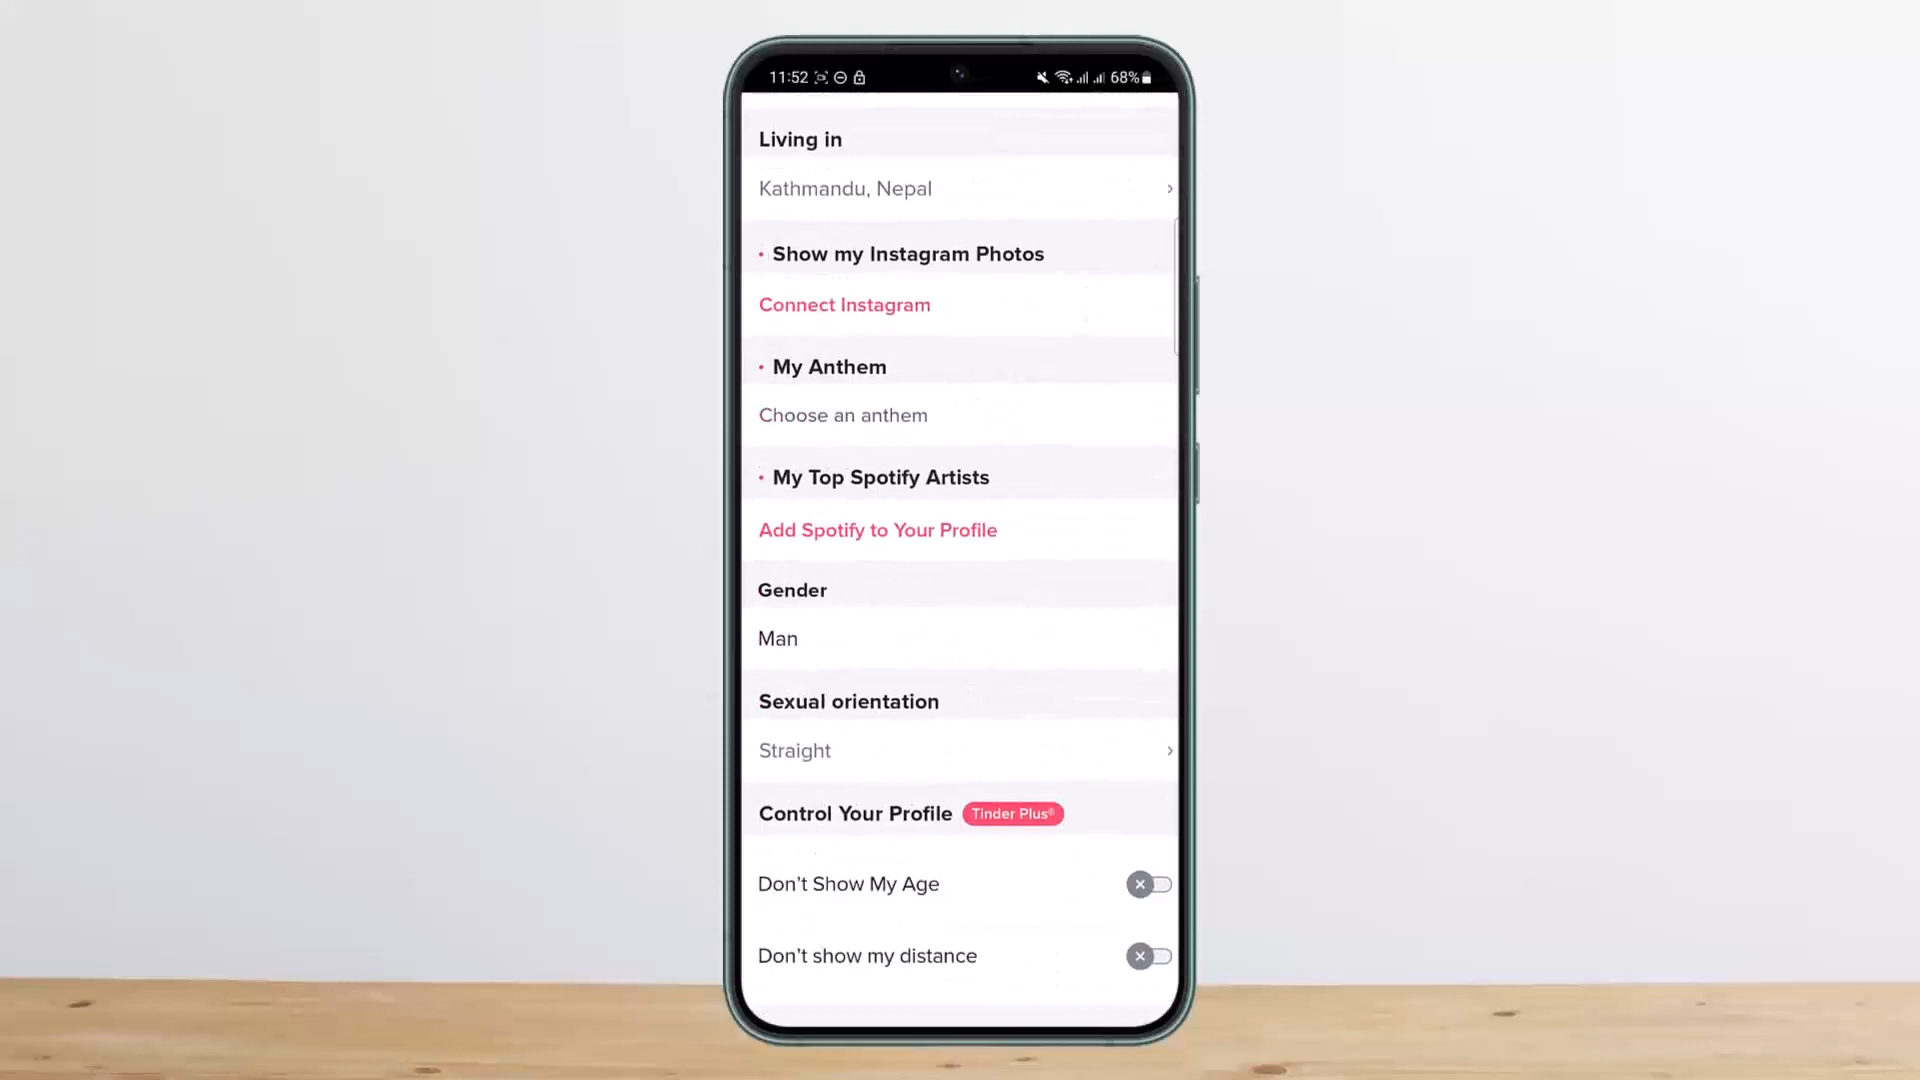 11:52 68%
Living in
Kathmandu, Nepal
Show my Instagram Photos
Connect Instagram
My Anthem
Choose an anthem
My Top Spotify Artists
Add Spotify to Your Profile
Gender
Man
Sexual orientation
Straight
Control Your Profile Tinder Plus®
Don't Show My Age
Don't show my distance